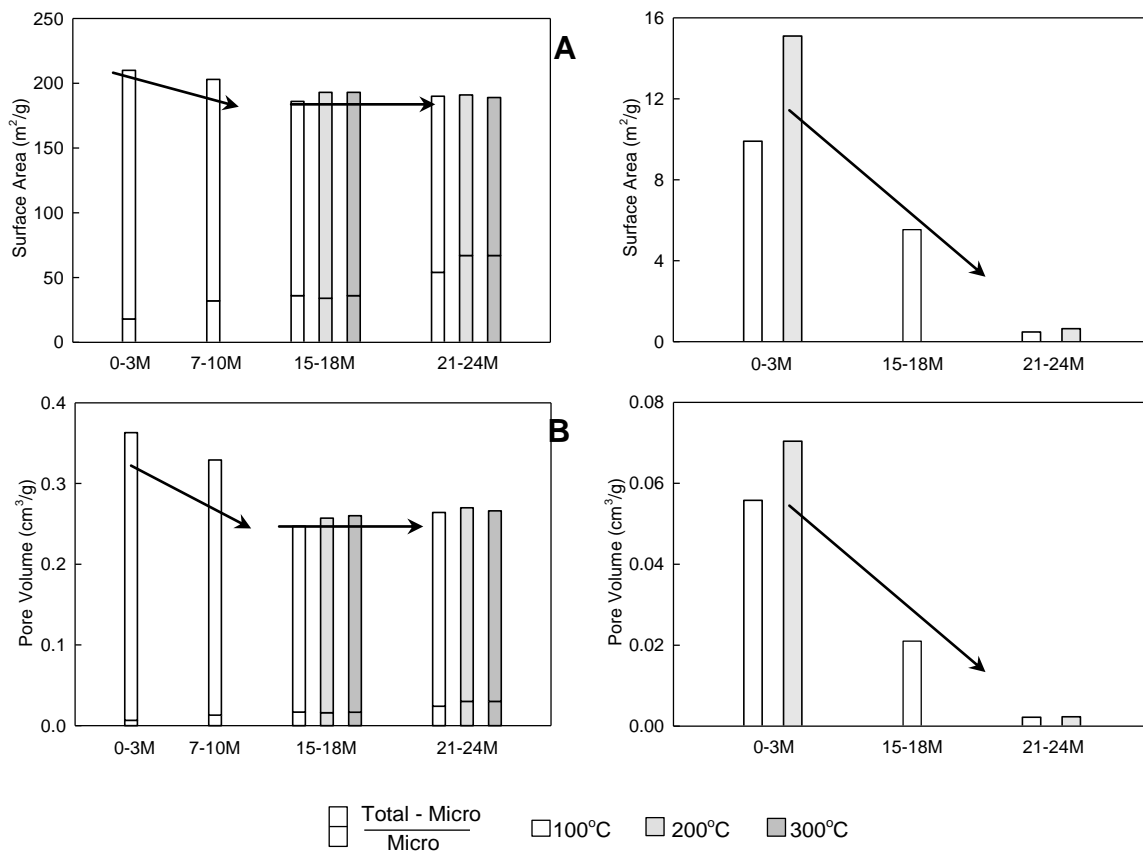 250
200
150
100
50
0
Surface Area (m²/g)
0-3M 7-10M 15-18M 21-24M
A
16
12
8
4
0
Surface Area (m²/g)
0-3M 15-18M 21-24M
0.4
0.3
0.2
0.1
0.0
Pore Volume (cm³/g)
0-3M 7-10M 15-18M 21-24M
B
0.08
0.06
0.04
0.02
0.00
Pore Volume (cm³/g)
0-3M 15-18M 21-24M
Total - Micro
Micro
100°C 200°C 300°C